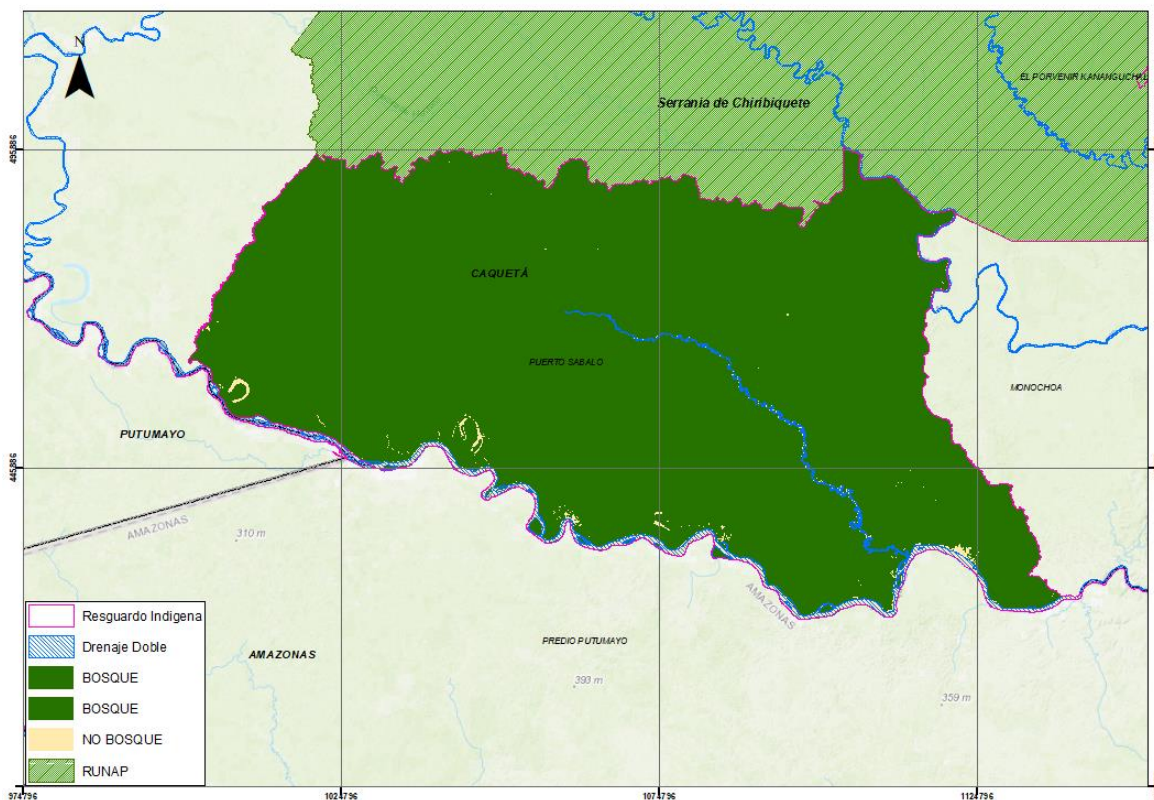 N
EL PORVENIR KANANGUCHAL
Serrania de Chiribiquete
495886
CAQUETÁ
PUERTO SABALO
MONOCHOA
PUTUMAYO
445886
AMAZONAS
310 m
AMAZONAS
PREDIO PUTUMAYO
AMAZONAS
393 m
359 m
Resguardo Indigena
Drenaje Doble
BOSQUE
BOSQUE
NO BOSQUE
RUNAP
974796
1024796
1074796
1124796